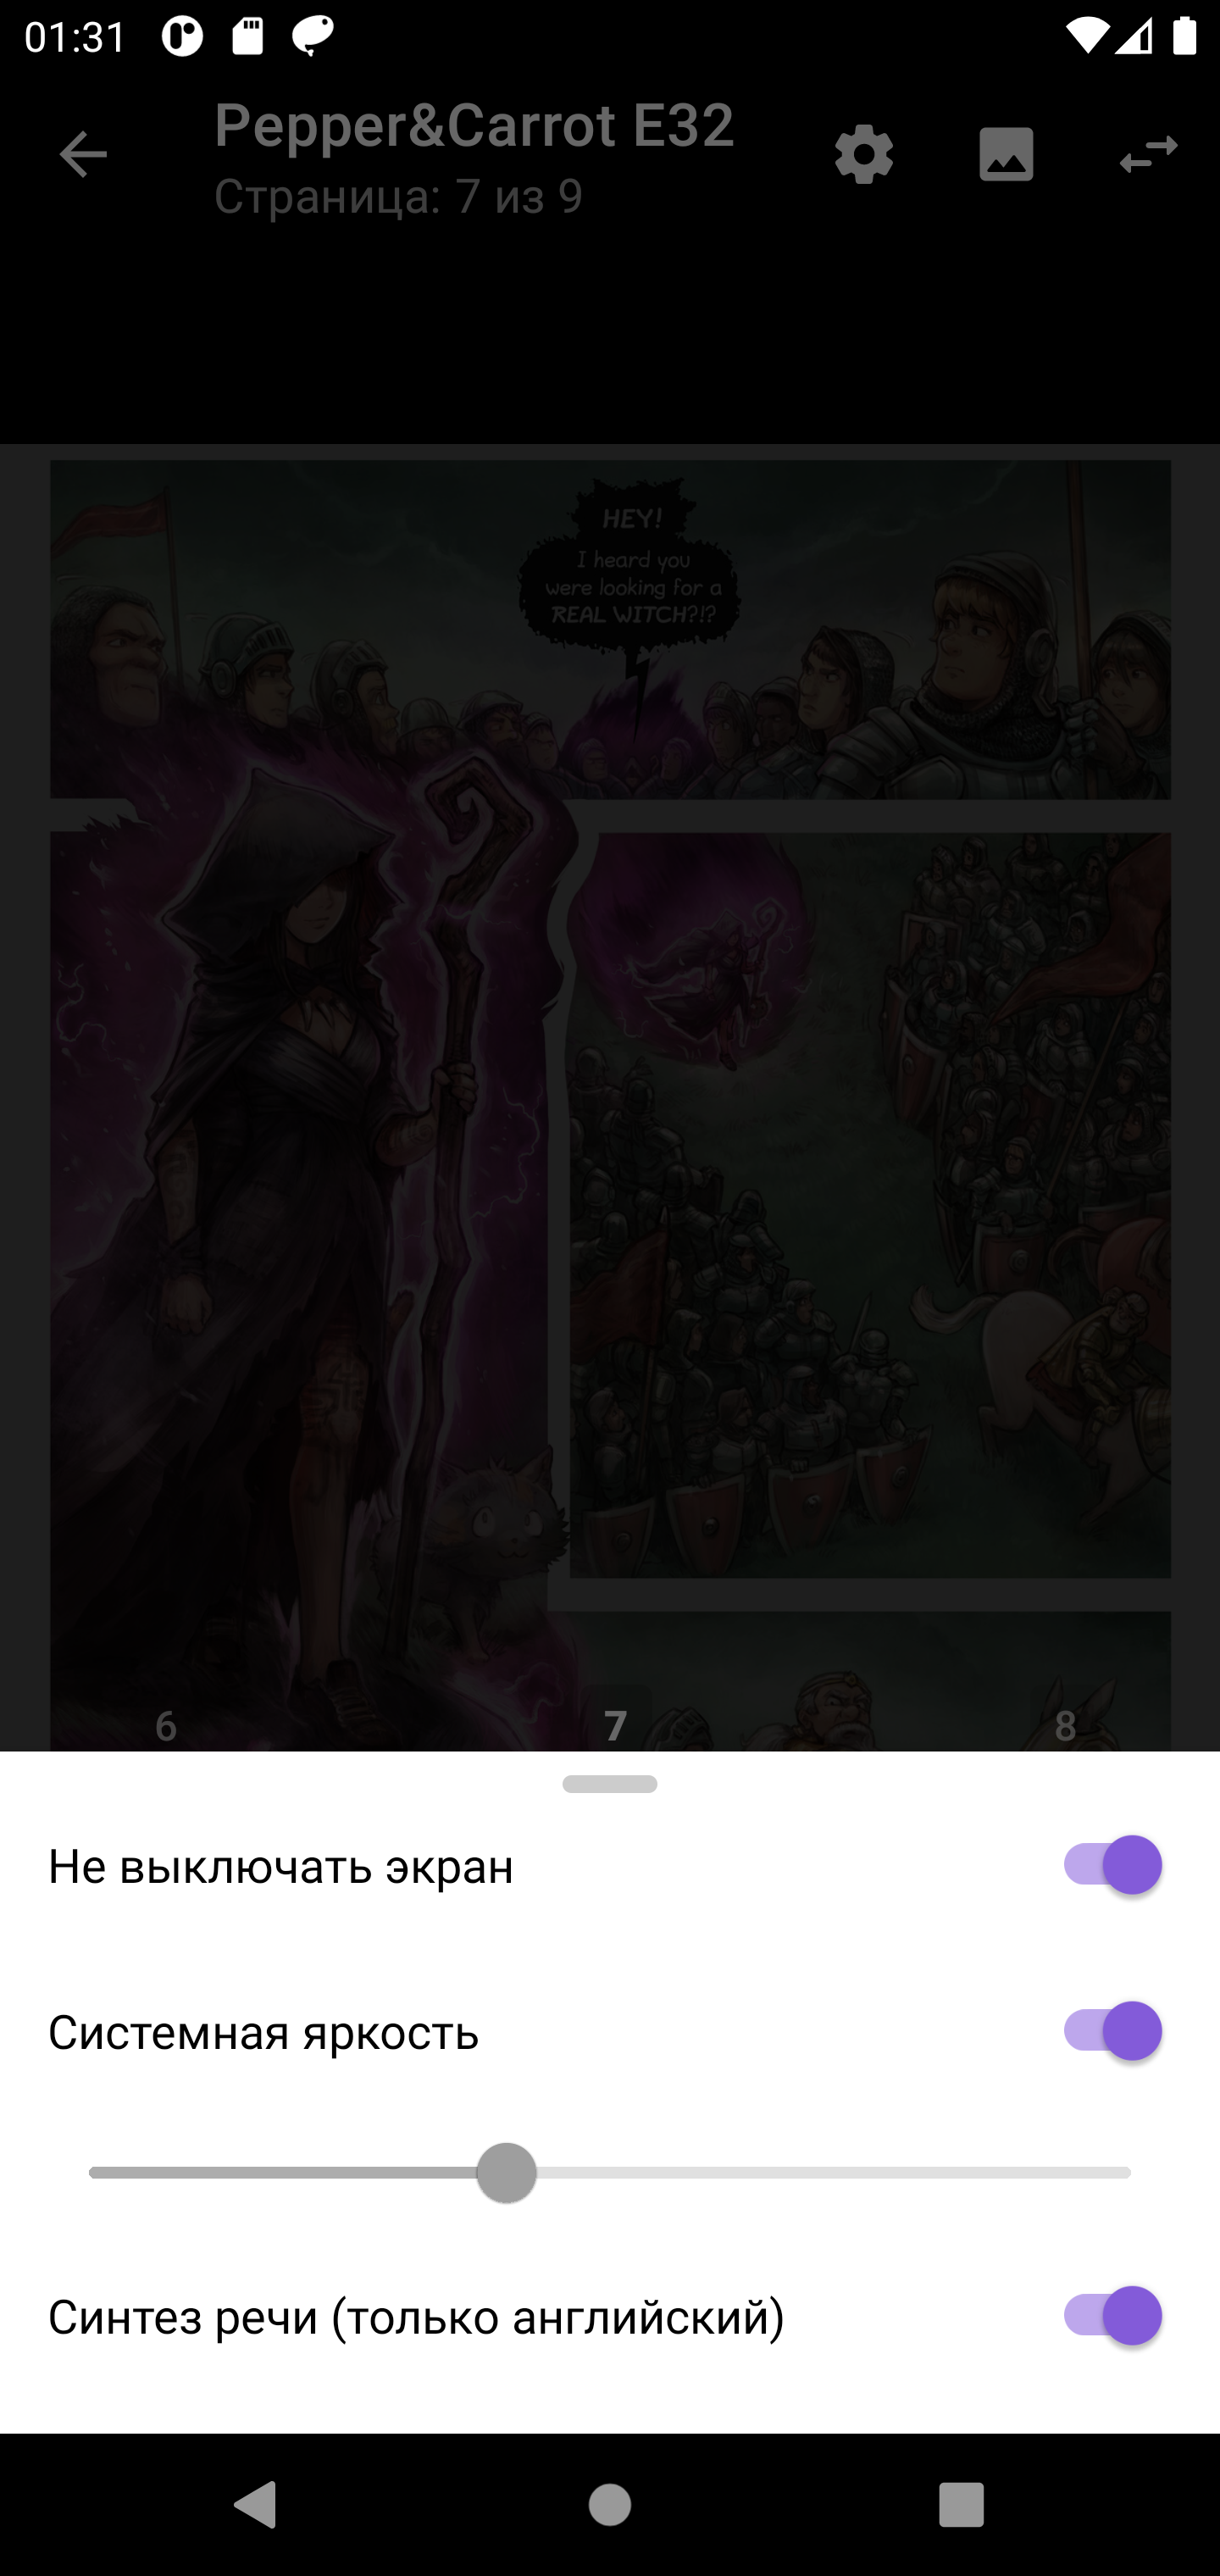 01:31
Pepper&Carrot E32
Страница: 7 из 9
HEY!
I heard you
were looking for a
REAL WITCH?!?
6
7
8
Не выключать экран
Системная яркость
Синтез речи (только английский)